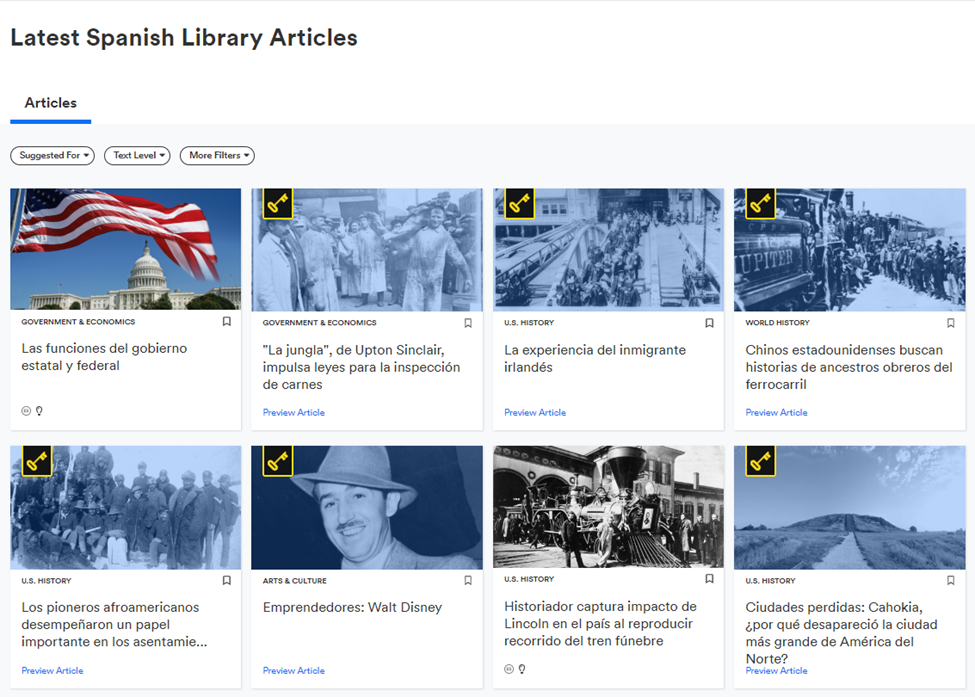 Latest Spanish Library Articles
Articles
Suggested For
Text Level
More Filters
GOVERNMENT & ECONOMICS
Las funciones del gobierno
estatal y federal
GOVERNMENT & ECONOMICS
"La jungla", de Upton Sinclair,
impulsa leyes para la inspección
de carnes
Preview Article
U.S. HISTORY
La experiencia del inmigrante
irlandés
Preview Article
WORLD HISTORY
Chinos estadounidenses buscan
historias de ancestros obreros del
ferrocarril
Preview Article
U.S. HISTORY
Los pioneros afroamericanos
desempeñaron un papel
importante en los asentamie...
Preview Article
ARTS & CULTURE
Emprendedores: Walt Disney
Preview Article
U.S. HISTORY
Historiador captura impacto de
Lincoln en el país al reproducir
recorrido del tren fúnebre
U.S. HISTORY
Ciudades perdidas: Cahokia,
¿por qué desapareció la ciudad
más grande de América del
Norte?
Preview Article